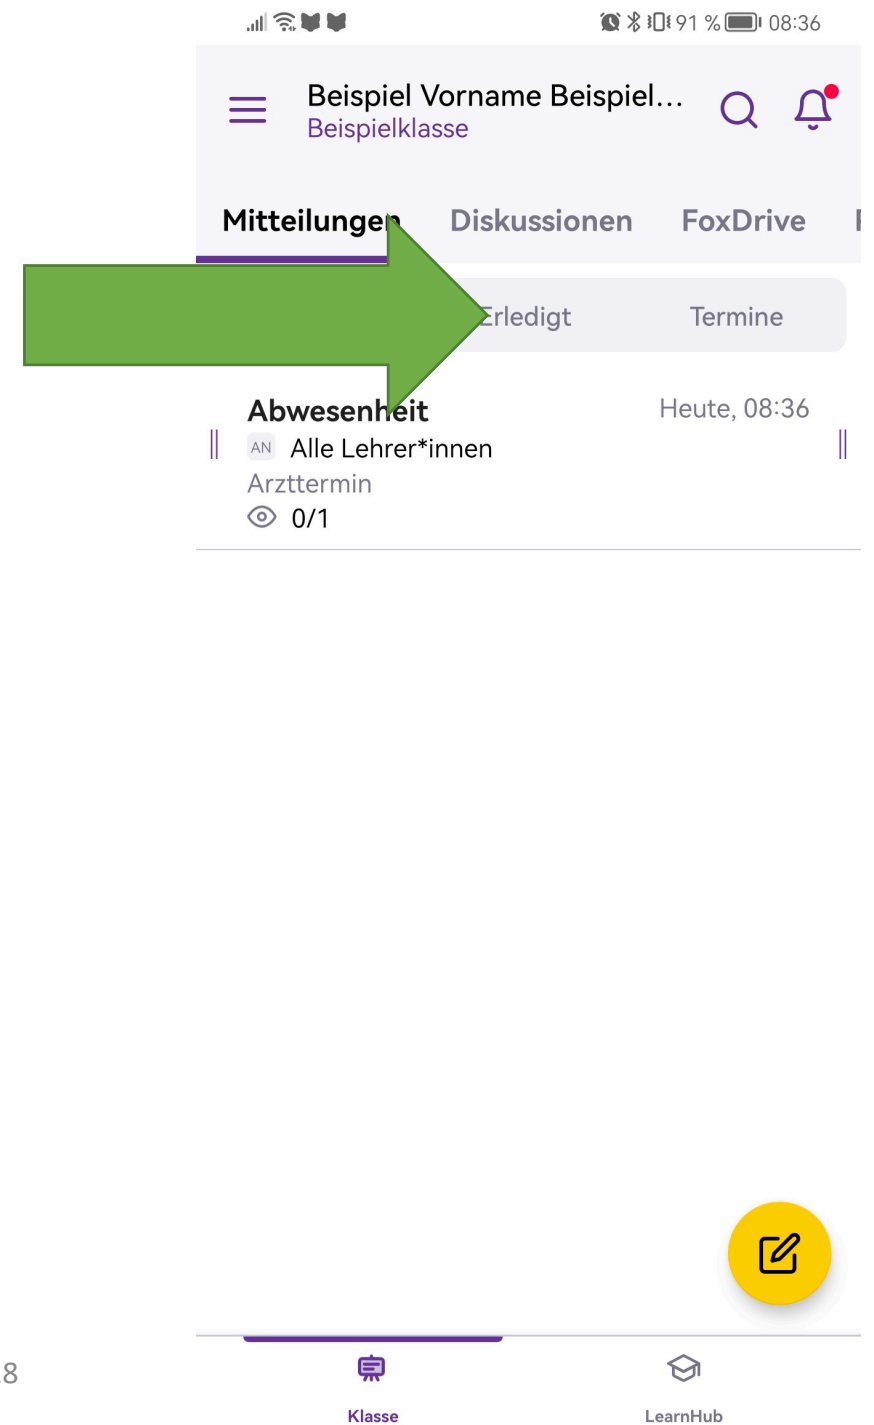 91 % 08:36
Beispiel Vorname Beispiel...
Beispielklasse
Mitteilungen Diskussionen FoxDrive
Erledigt Termine
Abwesenheit Heute, 08:36
AN Alle Lehrer*innen
Arzttermin
0/1
8
Klasse LearnHub